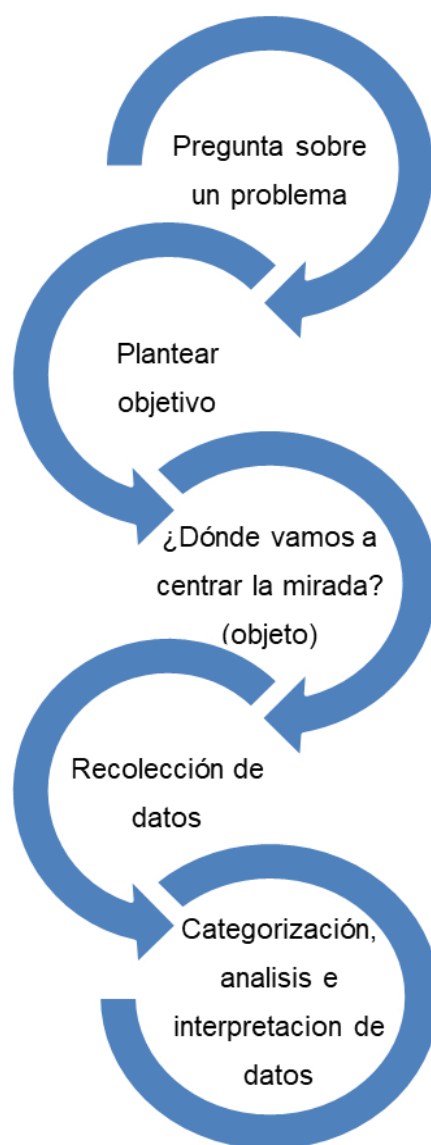 Pregunta sobre
un problema
Plantear
objetivo
¿Dónde vamos a
centrar la mirada?
(objeto)
Recolección de
datos
Categorización,
analisis e
interpretacion de
datos